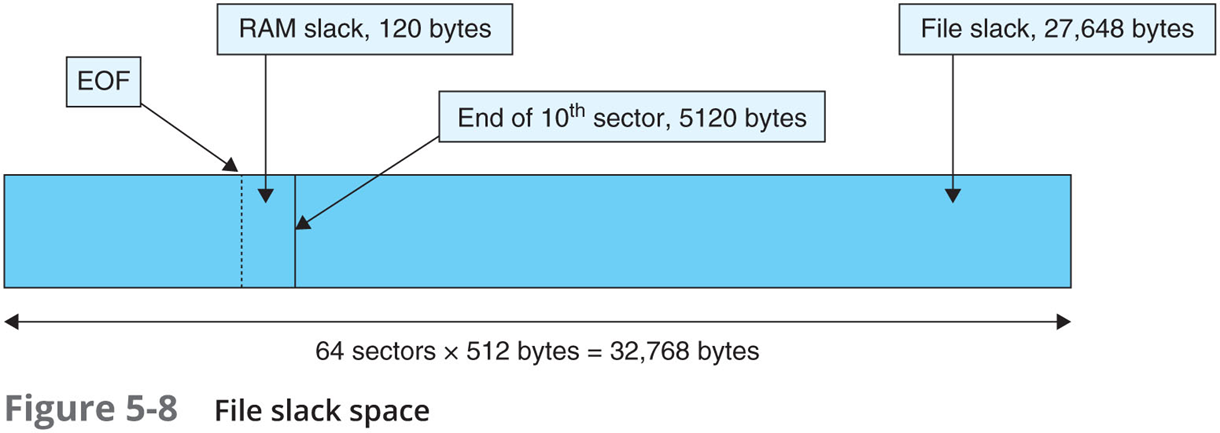 RAM slack, 120 bytes
File slack, 27,648 bytes
EOF
End of 10th sector, 5120 bytes
64 sectors × 512 bytes = 32,768 bytes
Figure 5-8 File slack space